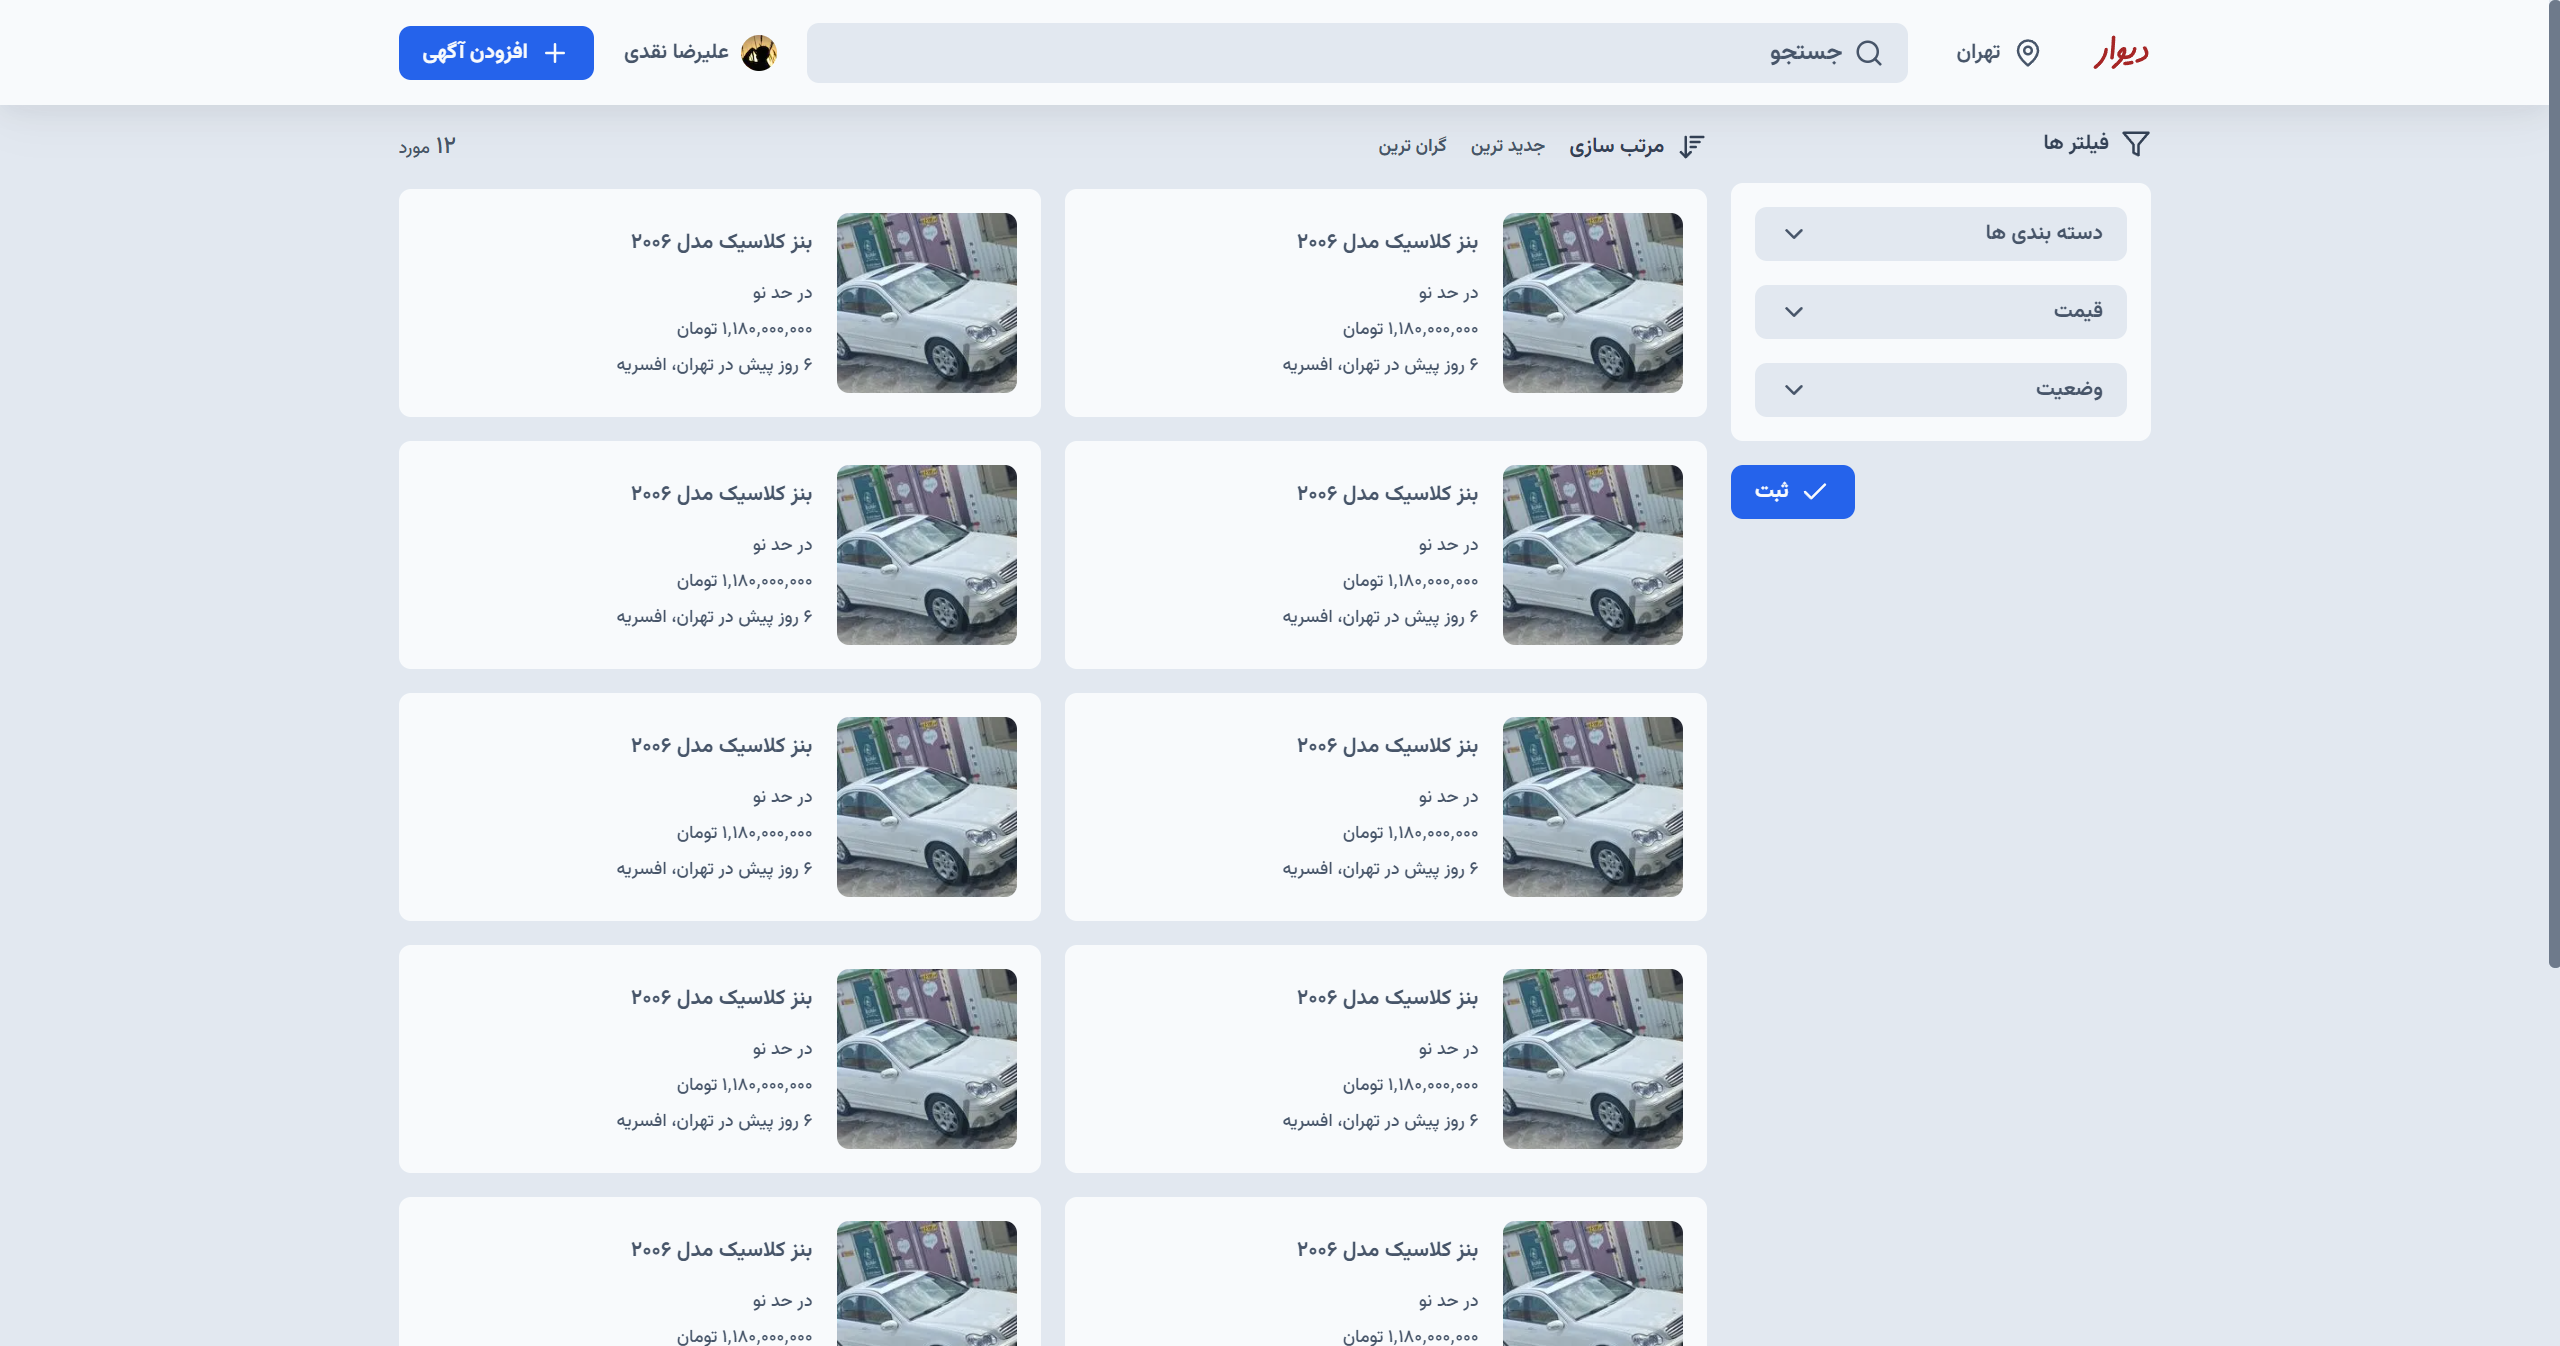 دیوار
تهران
جستجو
علیرضا نقدی
افزودن آگهی
فیلتر ها
دسته بندی ها
قیمت
وضعیت
ثبت
مرتب سازی جدید ترین گران ترین
۱۲ مورد
بنز کلاسیک مدل ۲۰۰۶
در حد نو
۱,۱۸۰,۰۰۰,۰۰۰ تومان
۶ روز پیش در تهران، افسریه
بنز کلاسیک مدل ۲۰۰۶
در حد نو
۱,۱۸۰,۰۰۰,۰۰۰ تومان
۶ روز پیش در تهران، افسریه
بنز کلاسیک مدل ۲۰۰۶
در حد نو
۱,۱۸۰,۰۰۰,۰۰۰ تومان
۶ روز پیش در تهران، افسریه
بنز کلاسیک مدل ۲۰۰۶
در حد نو
۱,۱۸۰,۰۰۰,۰۰۰ تومان
۶ روز پیش در تهران، افسریه
بنز کلاسیک مدل ۲۰۰۶
در حد نو
۱,۱۸۰,۰۰۰,۰۰۰ تومان
۶ روز پیش در تهران، افسریه
بنز کلاسیک مدل ۲۰۰۶
در حد نو
۱,۱۸۰,۰۰۰,۰۰۰ تومان
۶ روز پیش در تهران، افسریه
بنز کلاسیک مدل ۲۰۰۶
در حد نو
۱,۱۸۰,۰۰۰,۰۰۰ تومان
۶ روز پیش در تهران، افسریه
بنز کلاسیک مدل ۲۰۰۶
در حد نو
۱,۱۸۰,۰۰۰,۰۰۰ تومان
۶ روز پیش در تهران، افسریه
بنز کلاسیک مدل ۲۰۰۶
در حد نو
۱,۱۸۰,۰۰۰,۰۰۰ تومان
بنز کلاسیک مدل ۲۰۰۶
در حد نو
۱,۱۸۰,۰۰۰,۰۰۰ تومان